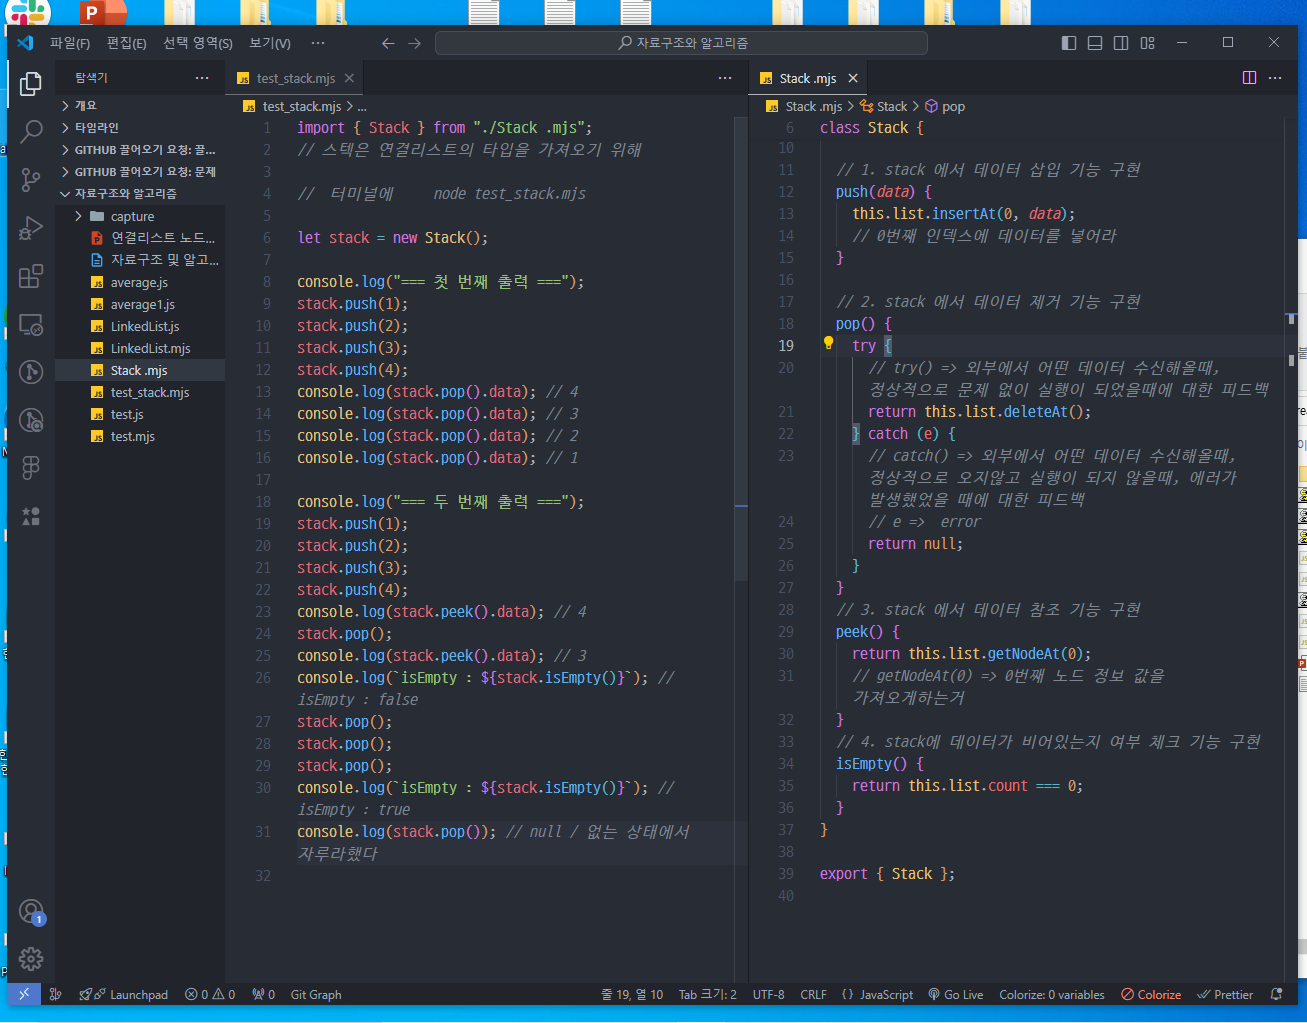 파일(F) 편집(E) 선택 영역(S) 보기(V) ···
자료구조와 알고리즘
탐색기
개요
타임라인
GITHUB 끌어오기 요청: 끌...
GITHUB 끌어오기 요청: 문제
자료구조와 알고리즘
capture
연결리스트 노드...
자료구조 및 알고...
average.js
average1.js
LinkedList.js
LinkedList.mjs
Stack .mjs
test_stack.mjs
test.js
test.mjs
1
test_stack.mjs
test_stack.mjs > ...
1 import { Stack } from "./Stack .mjs";
2 // 스텍은 연결리스트의 타입을 가져오기 위해
3
4 // 터미널에 node test_stack.mjs
5
6 let stack = new Stack();
7
8 console.log("=== 첫 번째 출력 ===");
9 stack.push(1);
10 stack.push(2);
11 stack.push(3);
12 stack.push(4);
13 console.log(stack.pop().data); // 4
14 console.log(stack.pop().data); // 3
15 console.log(stack.pop().data); // 2
16 console.log(stack.pop().data); // 1
17
18 console.log("=== 두 번째 출력 ===");
19 stack.push(1);
20 stack.push(2);
21 stack.push(3);
22 stack.push(4);
23 console.log(stack.peek().data); // 4
24 stack.pop();
25 console.log(stack.peek().data); // 3
26 console.log(`isEmpty : ${stack.isEmpty()}`); //
isEmpty : false
27 stack.pop();
28 stack.pop();
29 stack.pop();
30 console.log(`isEmpty : ${stack.isEmpty()}`); //
isEmpty : true
31 console.log(stack.pop()); // null / 없는 상태에서
자루라했다
32
Stack .mjs
Stack .mjs > Stack > pop
6 class Stack {
10
11 // 1. stack 에서 데이터 삽입 기능 구현
12 push(data) {
13 this.list.insertAt(0, data);
14 // 0번째 인덱스에 데이터를 넣어라
15 }
16
17 // 2. stack 에서 데이터 제거 기능 구현
18 pop() {
19 try {
20 // try() => 외부에서 어떤 데이터 수신해올때,
정상적으로 문제 없이 실행이 되었을때에 대한 피드백
21 return this.list.deleteAt();
22 } catch (e) {
23 // catch() => 외부에서 어떤 데이터 수신해올때,
정상적으로 오지않고 실행이 되지 않을때, 에러가
발생했었을 때에 대한 피드백
24 // e => error
25 return null;
26 }
27 }
28 // 3. stack 에서 데이터 참조 기능 구현
29 peek() {
30 return this.list.getNodeAt(0);
31 // getNodeAt(0) => 0번째 노드 정보 값을
가져오게하는거
32 }
33 // 4. stack에 데이터가 비어있는지 여부 체크 기능 구현
34 isEmpty() {
35 return this.list.count === 0;
36 }
37 }
38
39 export { Stack };
40
Launchpad 0 0 0 Git Graph 줄 19, 열 10 Tab 크기: 2 UTF-8 CRLF { } JavaScript Go Live Colorize: 0 variables Colorize Prettier